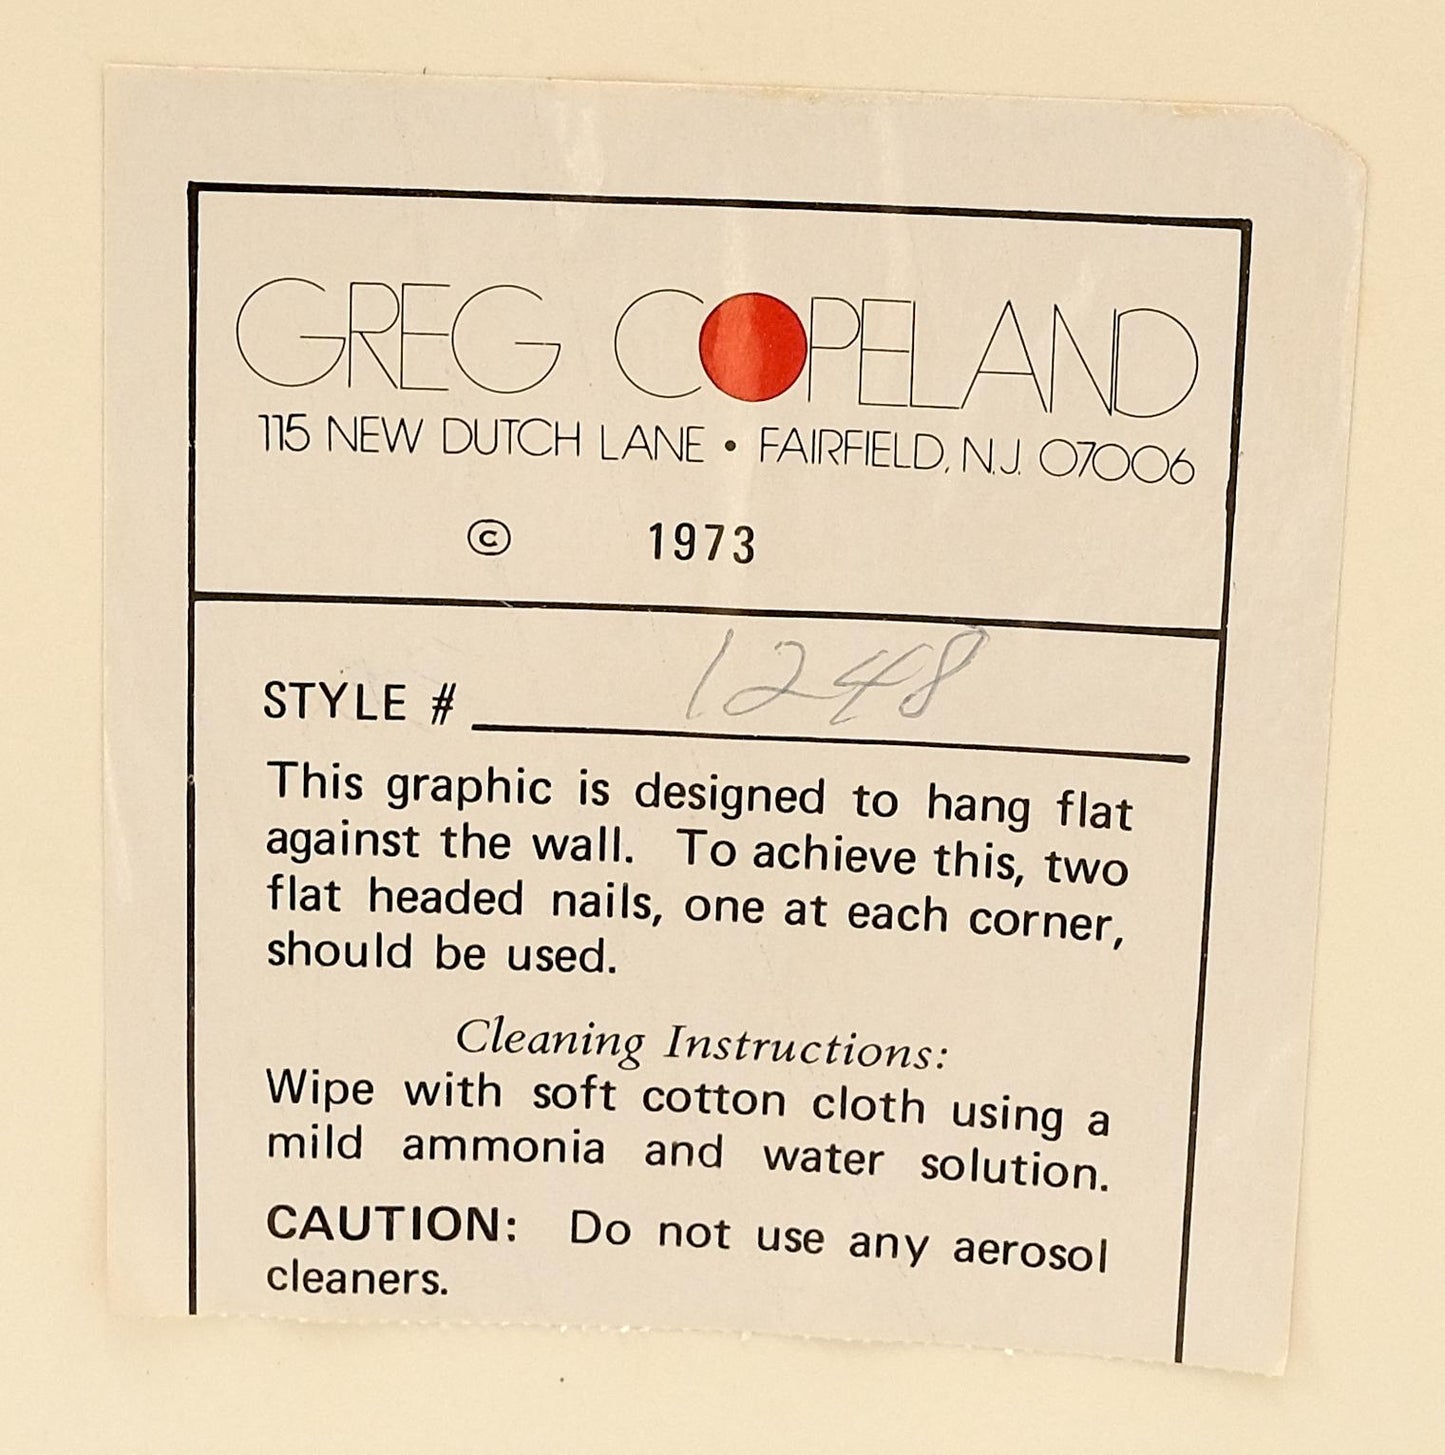 GREG COPELAND
115 NEW DUTCH LANE • FAIRFIELD, N.J. 07006
© 1973
STYLE # 1248
This graphic is designed to hang flat
against the wall. To achieve this, two
flat headed nails, one at each corner,
should be used.
Cleaning Instructions:
Wipe with soft cotton cloth using a
mild ammonia and water solution.
CAUTION: Do not use any aerosol
cleaners.